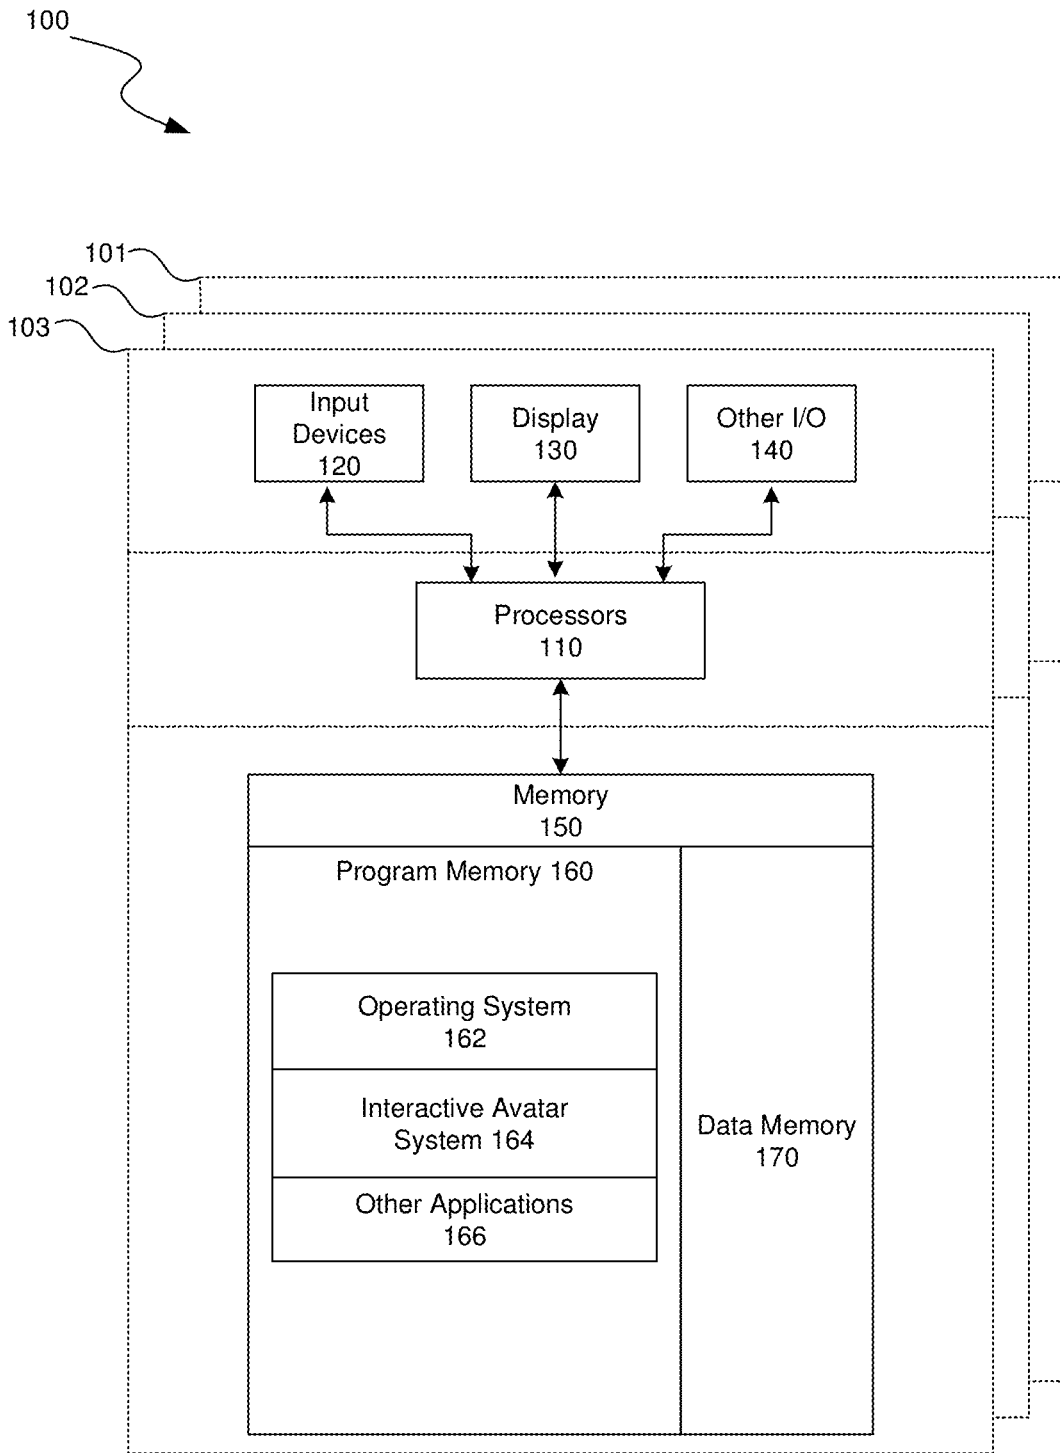 100
101
102
103
Input
Devices
120
Display
130
Other I/O
140
Processors
110
Memory
150
Program Memory 160
Operating System
162
Interactive Avatar
System 164
Other Applications
166
Data Memory
170